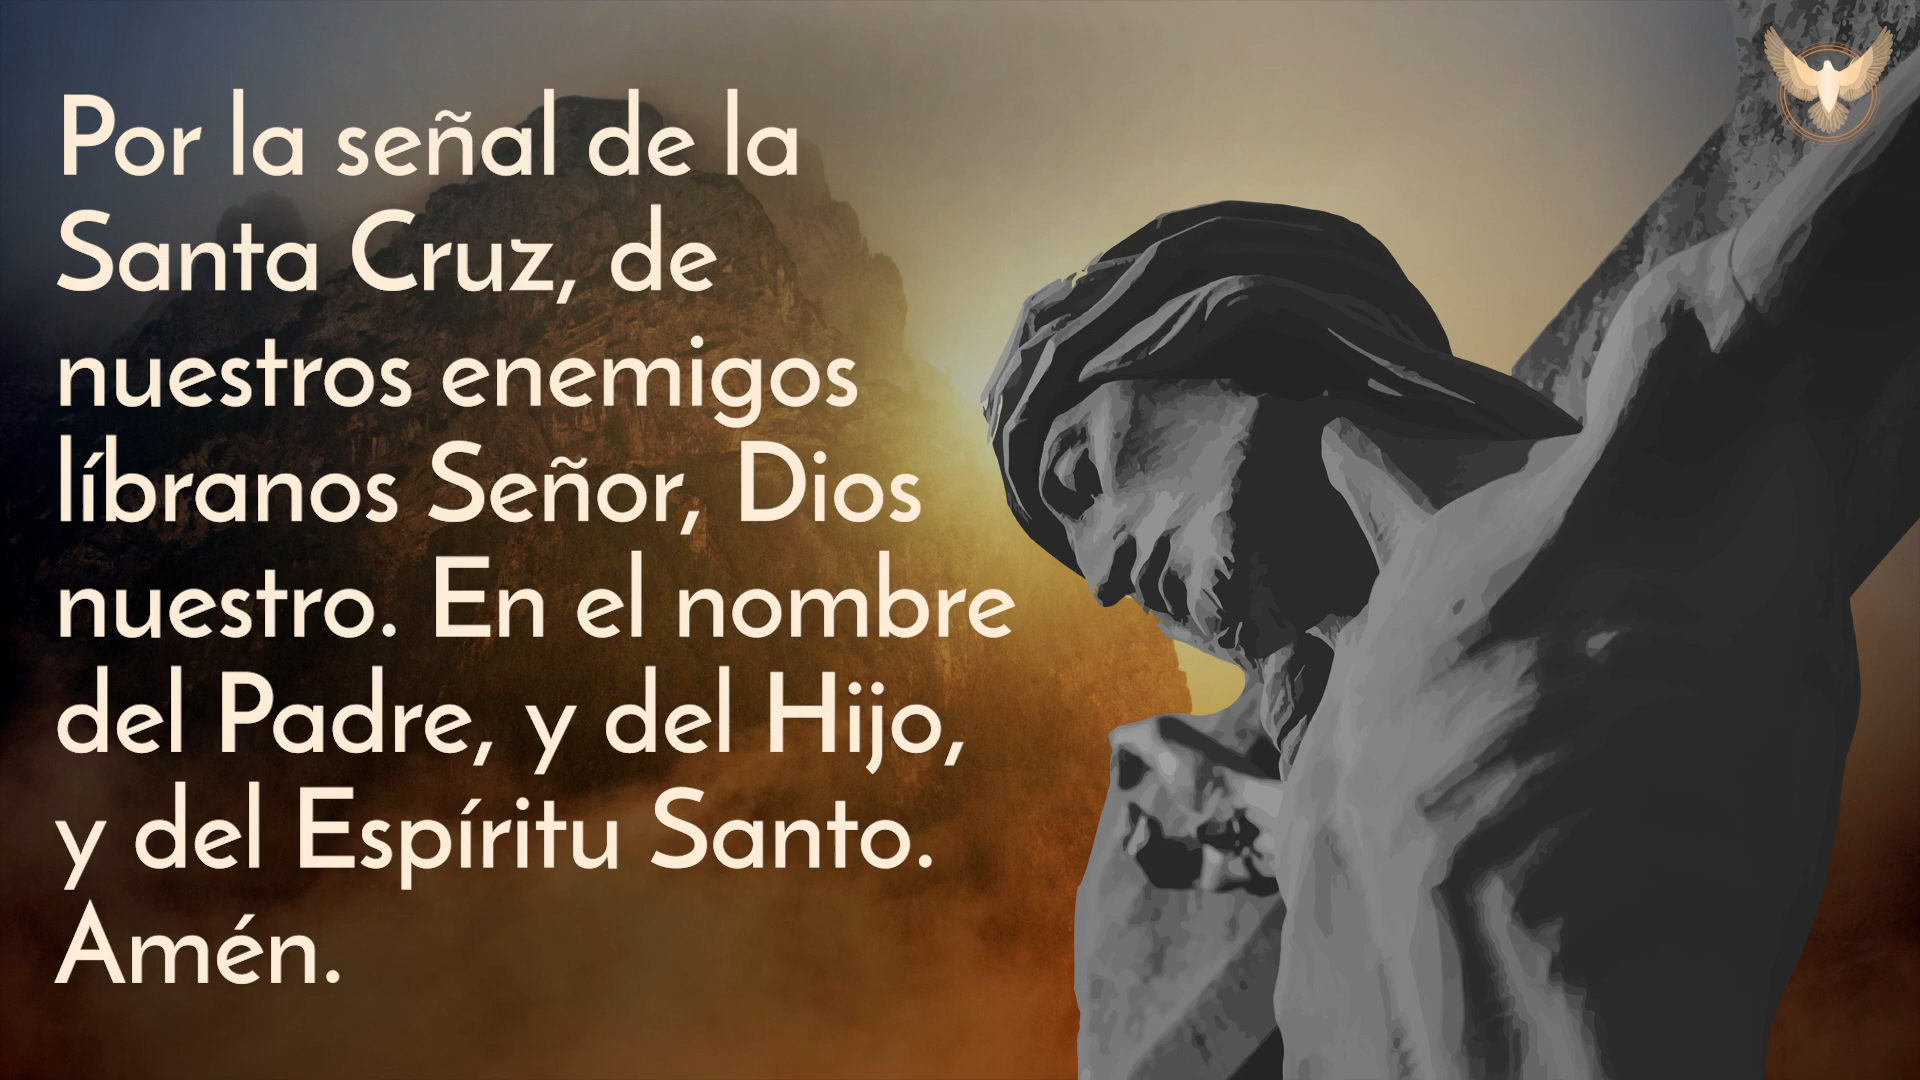 Por la señal de la
Santa Cruz, de
nuestros enemigos
líbranos Señor, Dios
nuestro. En el nombre
del Padre, y del Hijo,
y del Espíritu Santo.
Amén.